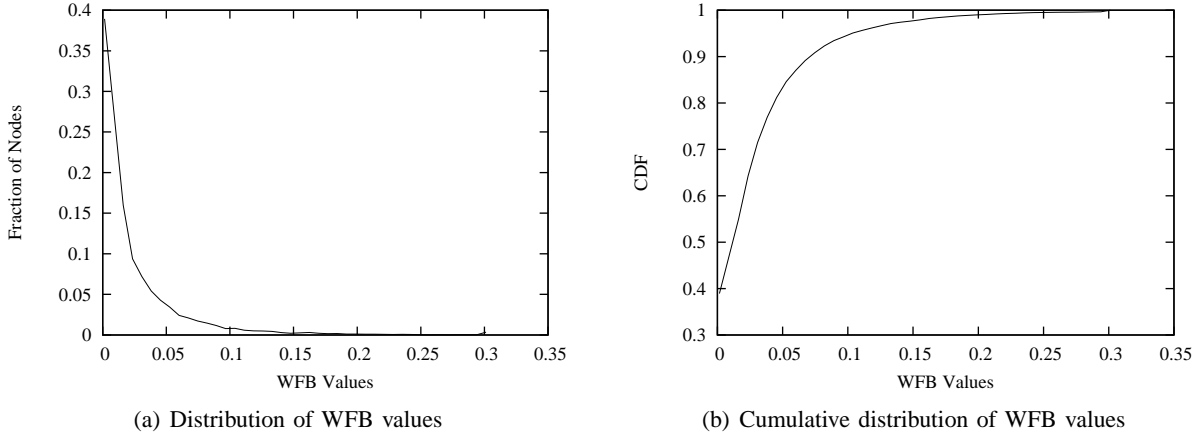 0.4
0.35
0.3
0.25
0.2
0.15
0.1
0.05
0
Fraction of Nodes
0 0.05 0.1 0.15 0.2 0.25 0.3 0.35
WFB Values
(a) Distribution of WFB values
1
0.9
0.8
0.7
0.6
0.5
0.4
0.3
CDF
0 0.05 0.1 0.15 0.2 0.25 0.3 0.35
WFB Values
(b) Cumulative distribution of WFB values